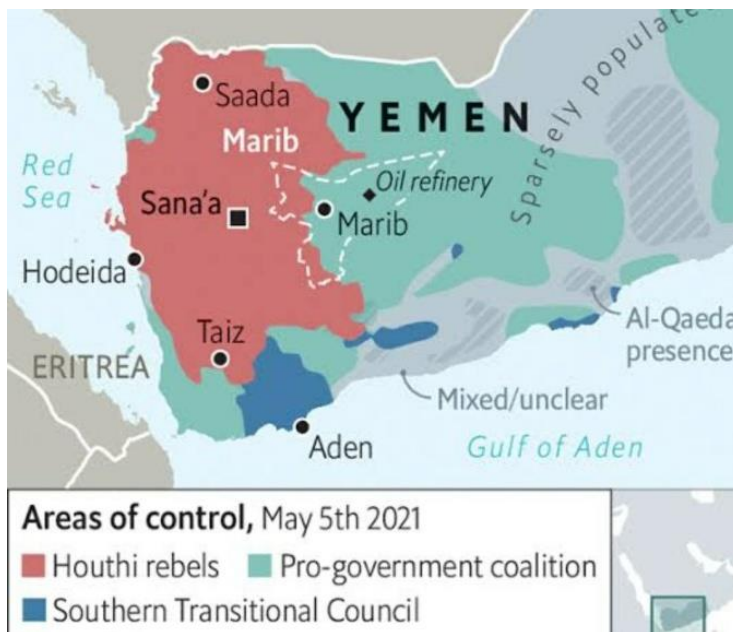 Sparsely populated
Saada
YEMEN
Marib
Red
Sea
Oil refinery
Sana'a
Marib
Hodeida
Taiz
Al-Qaeda
presence
ERITREA
Mixed/unclear
Aden
Gulf of Aden
Areas of control, May 5th 2021
Houthi rebels
Pro-government coalition
Southern Transitional Council